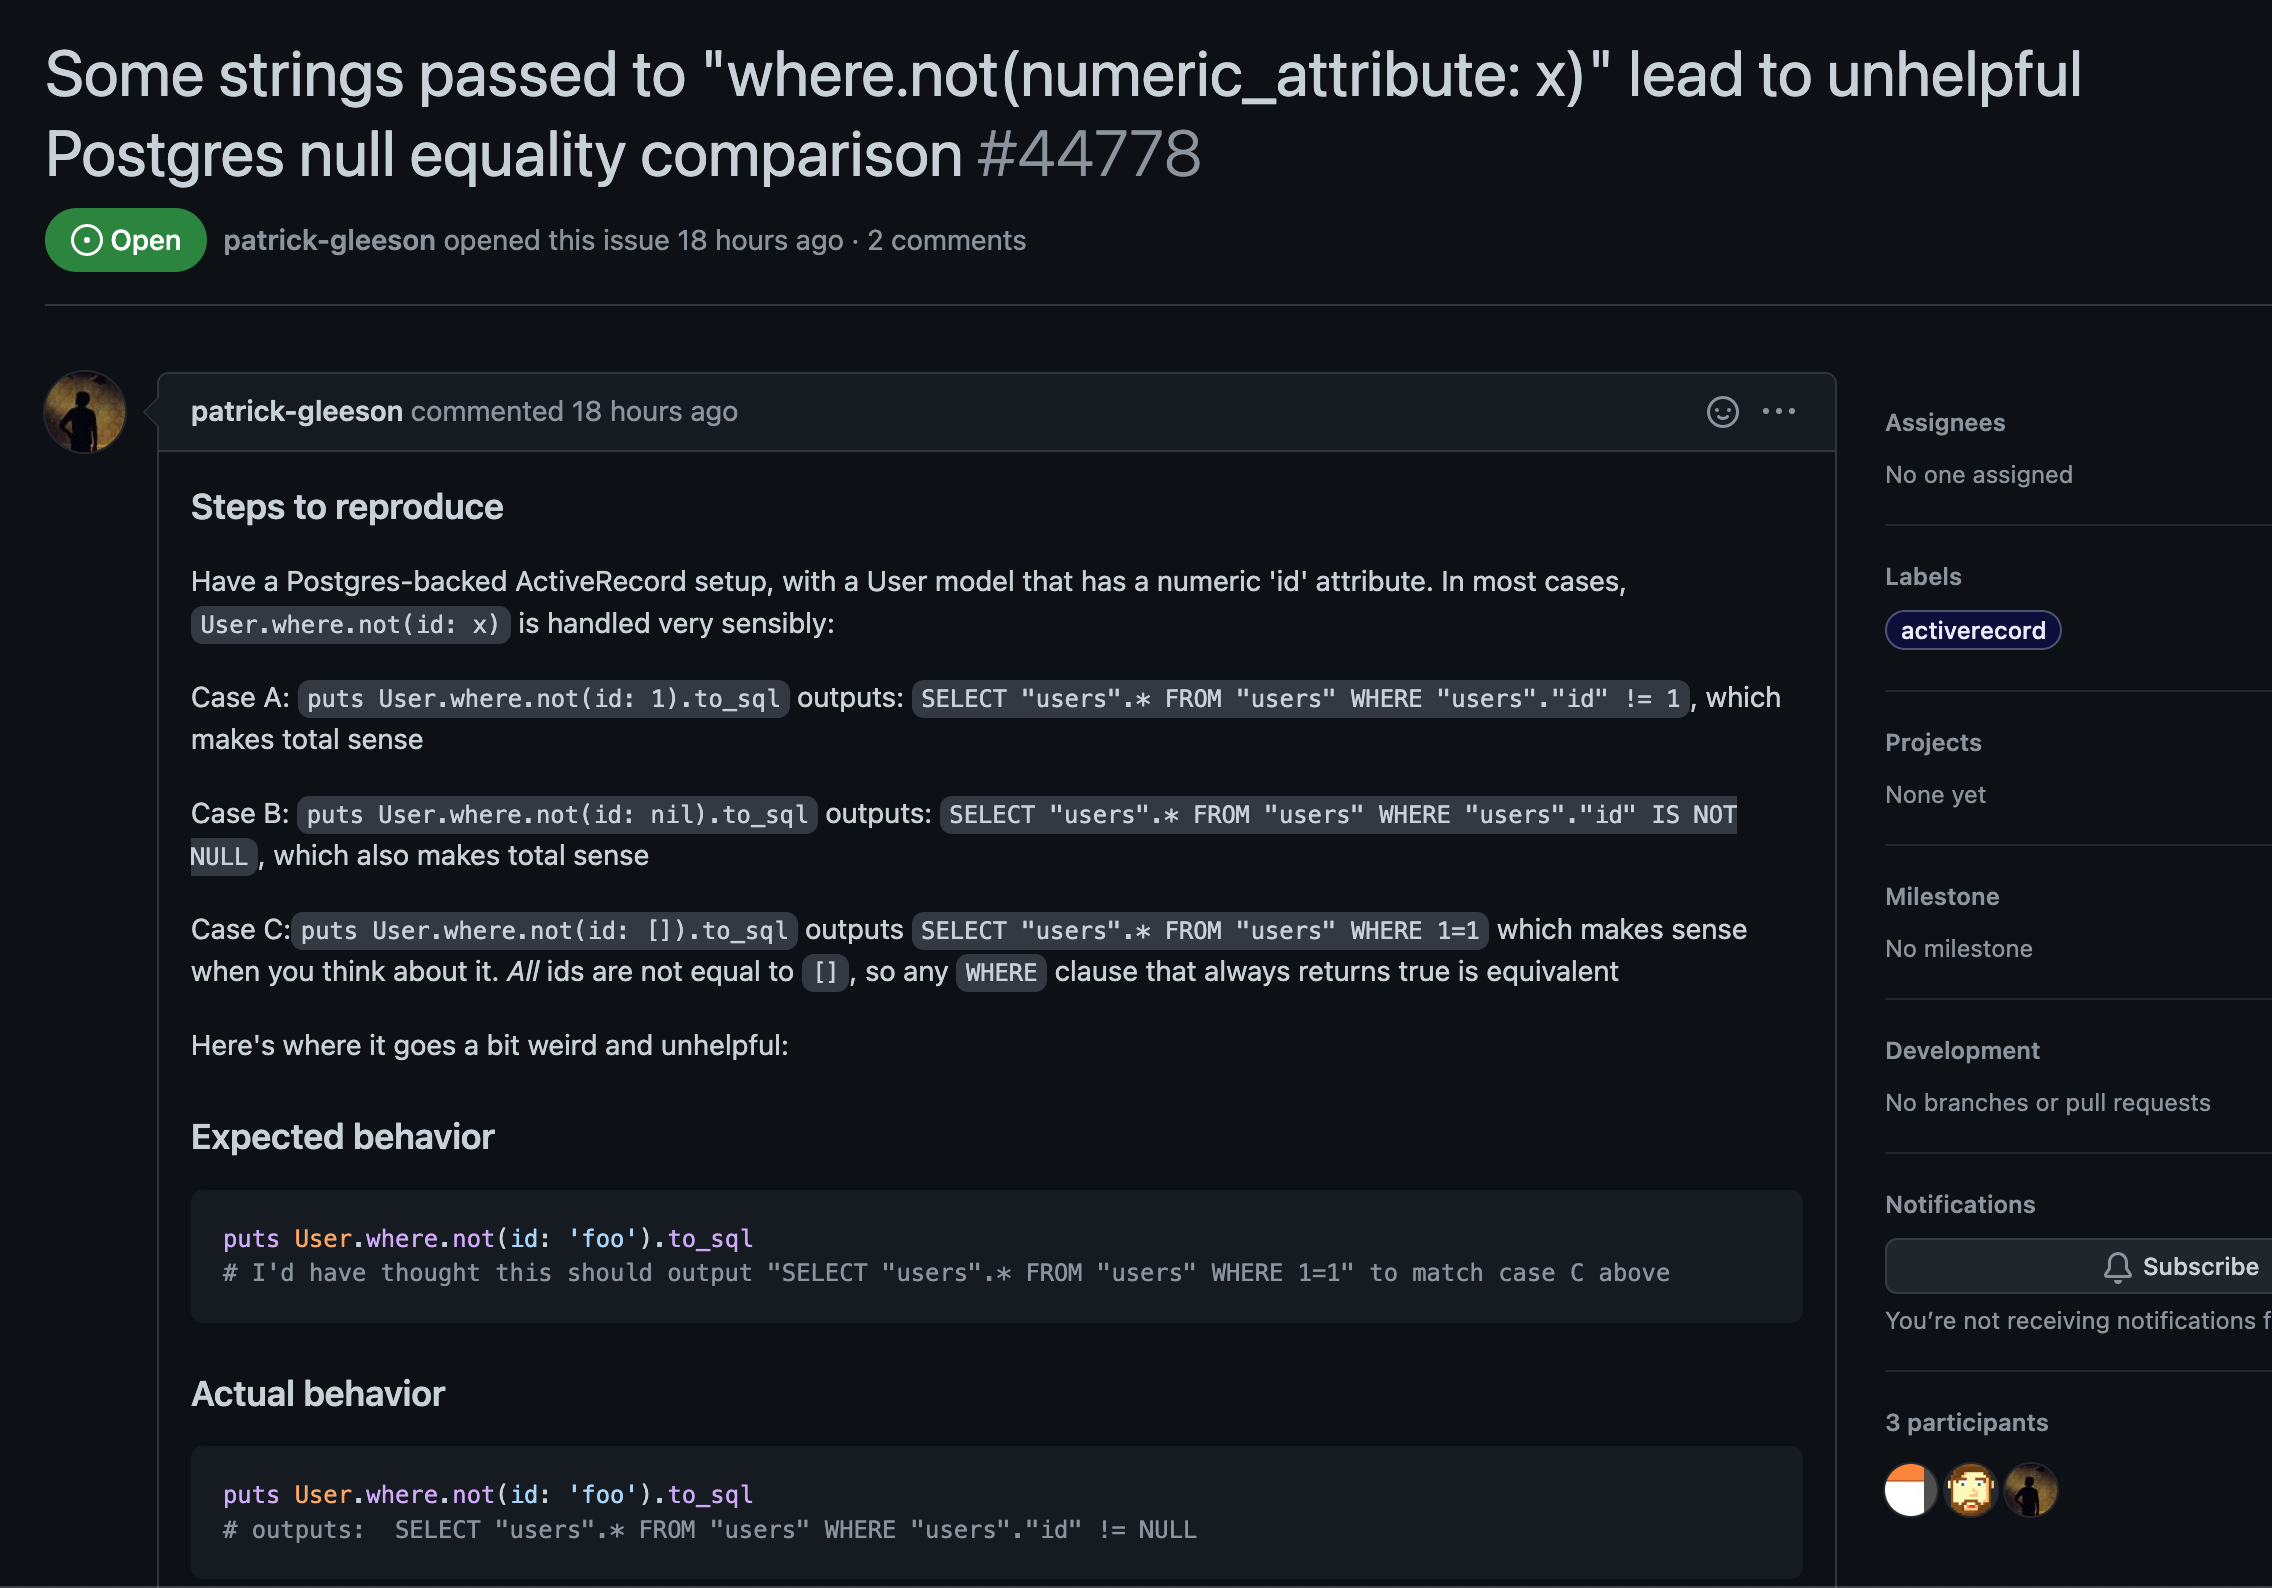 Some strings passed to "where.not(numeric_attribute: x)" lead to unhelpful
Postgres null equality comparison #44778
Open patrick-gleeson opened this issue 18 hours ago · 2 comments
patrick-gleeson commented 18 hours ago
Steps to reproduce
Have a Postgres-backed ActiveRecord setup, with a User model that has a numeric 'id' attribute. In most cases,
User.where.not(id: x) is handled very sensibly:
Case A: puts User.where.not(id: 1).to_sql outputs: SELECT "users".* FROM "users" WHERE "users"."id" != 1, which
makes total sense
Case B: puts User.where.not(id: nil).to_sql outputs: SELECT "users".* FROM "users" WHERE "users"."id" IS NOT
NULL, which also makes total sense
Case C: puts User.where.not(id: []).to_sql outputs SELECT "users".* FROM "users" WHERE 1=1 which makes sense
when you think about it. All ids are not equal to [], so any WHERE clause that always returns true is equivalent
Here's where it goes a bit weird and unhelpful:
Expected behavior
puts User.where.not(id: 'foo').to_sql
# I'd have thought this should output "SELECT "users".* FROM "users" WHERE 1=1" to match case C above
Actual behavior
puts User.where.not(id: 'foo').to_sql
# outputs:  SELECT "users".* FROM "users" WHERE "users"."id" != NULL
Assignees
No one assigned
Labels
activerecord
Projects
None yet
Milestone
No milestone
Development
No branches or pull requests
Notifications
Subscribe
You're not receiving notifications f
3 participants